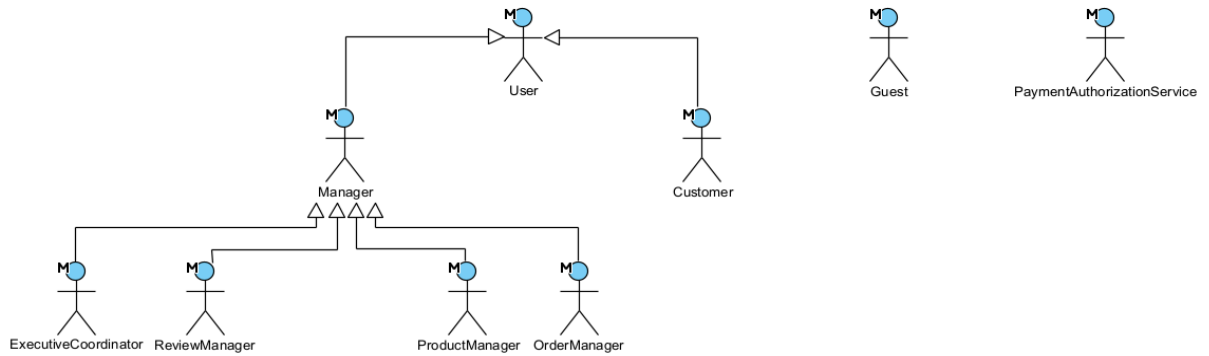 M M M
User Guest PaymentAuthorizationService
M M
Manager Customer
M M M M
ExecutiveCoordinator ReviewManager ProductManager OrderManager